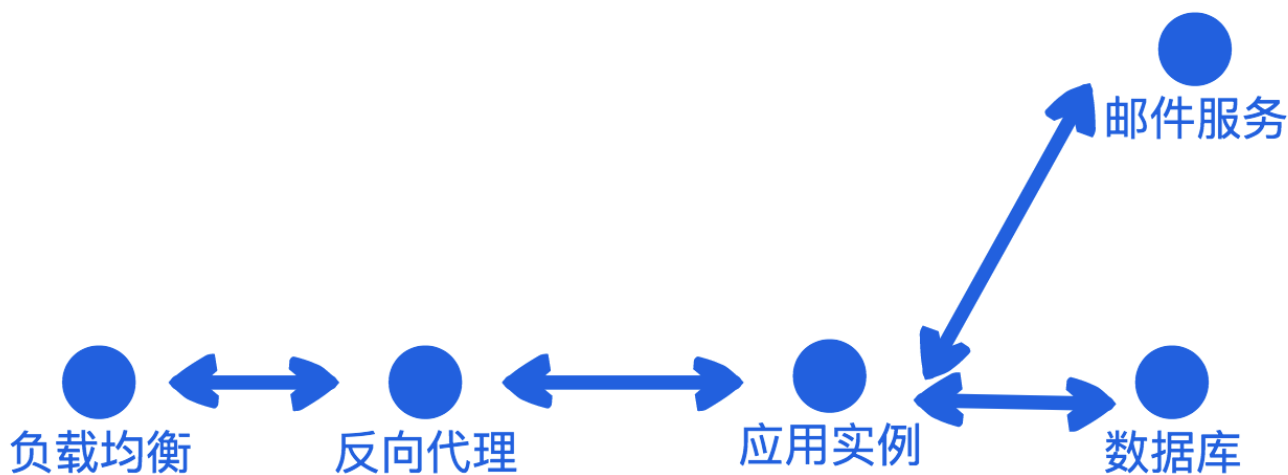 邮件服务
负载均衡
反向代理
应用实例
数据库